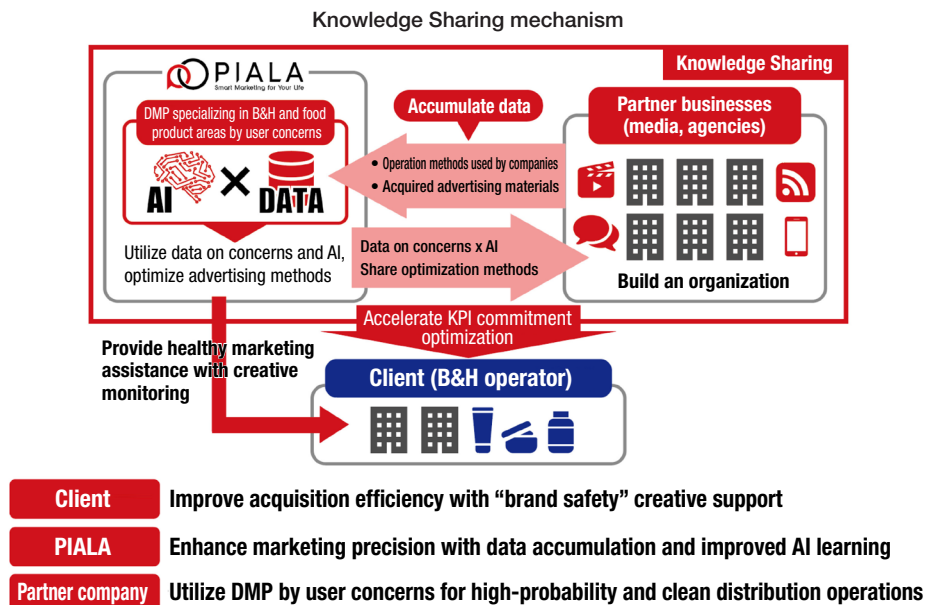 Knowledge Sharing mechanism
Knowledge Sharing
PIALA
Smart Marketing for Your Life
DMP specializing in B&H and food
product areas by user concerns
AI × DATA
Utilize data on concerns and AI,
optimize advertising methods
Accumulate data
• Operation methods used by companies
• Acquired advertising materials
Data on concerns x AI
Share optimization methods
Partner businesses
(media, agencies)
Build an organization
Accelerate KPI commitment
optimization
Provide healthy marketing
assistance with creative
monitoring
Client (B&H operator)
Client Improve acquisition efficiency with “brand safety” creative support
PIALA Enhance marketing precision with data accumulation and improved AI learning
Partner company Utilize DMP by user concerns for high-probability and clean distribution operations